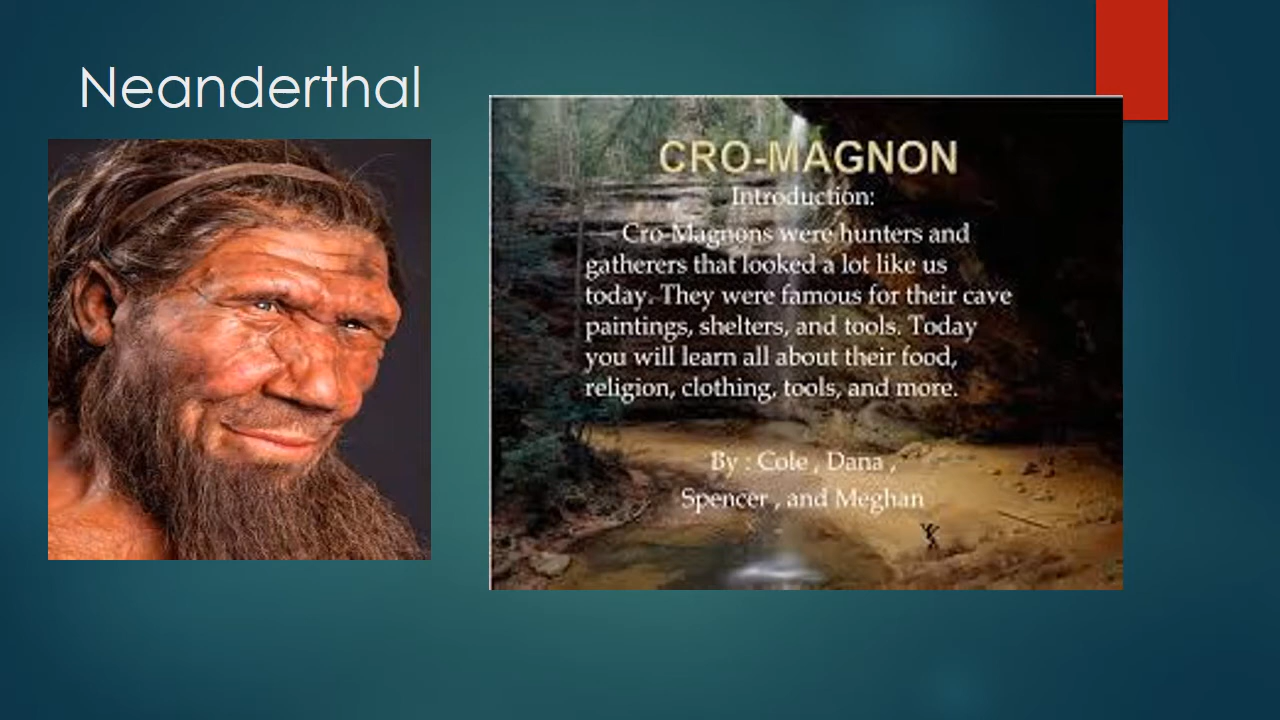 Neanderthal
CRO-MAGNON
Introduction:
Cro-Magnons were hunters and
gatherers that looked a lot like us
today. They were famous for their cave
paintings, shelters, and tools. Today
you will learn all about their food,
religion, clothing, tools, and more.
By : Cole , Dana ,
Spencer , and Meghan